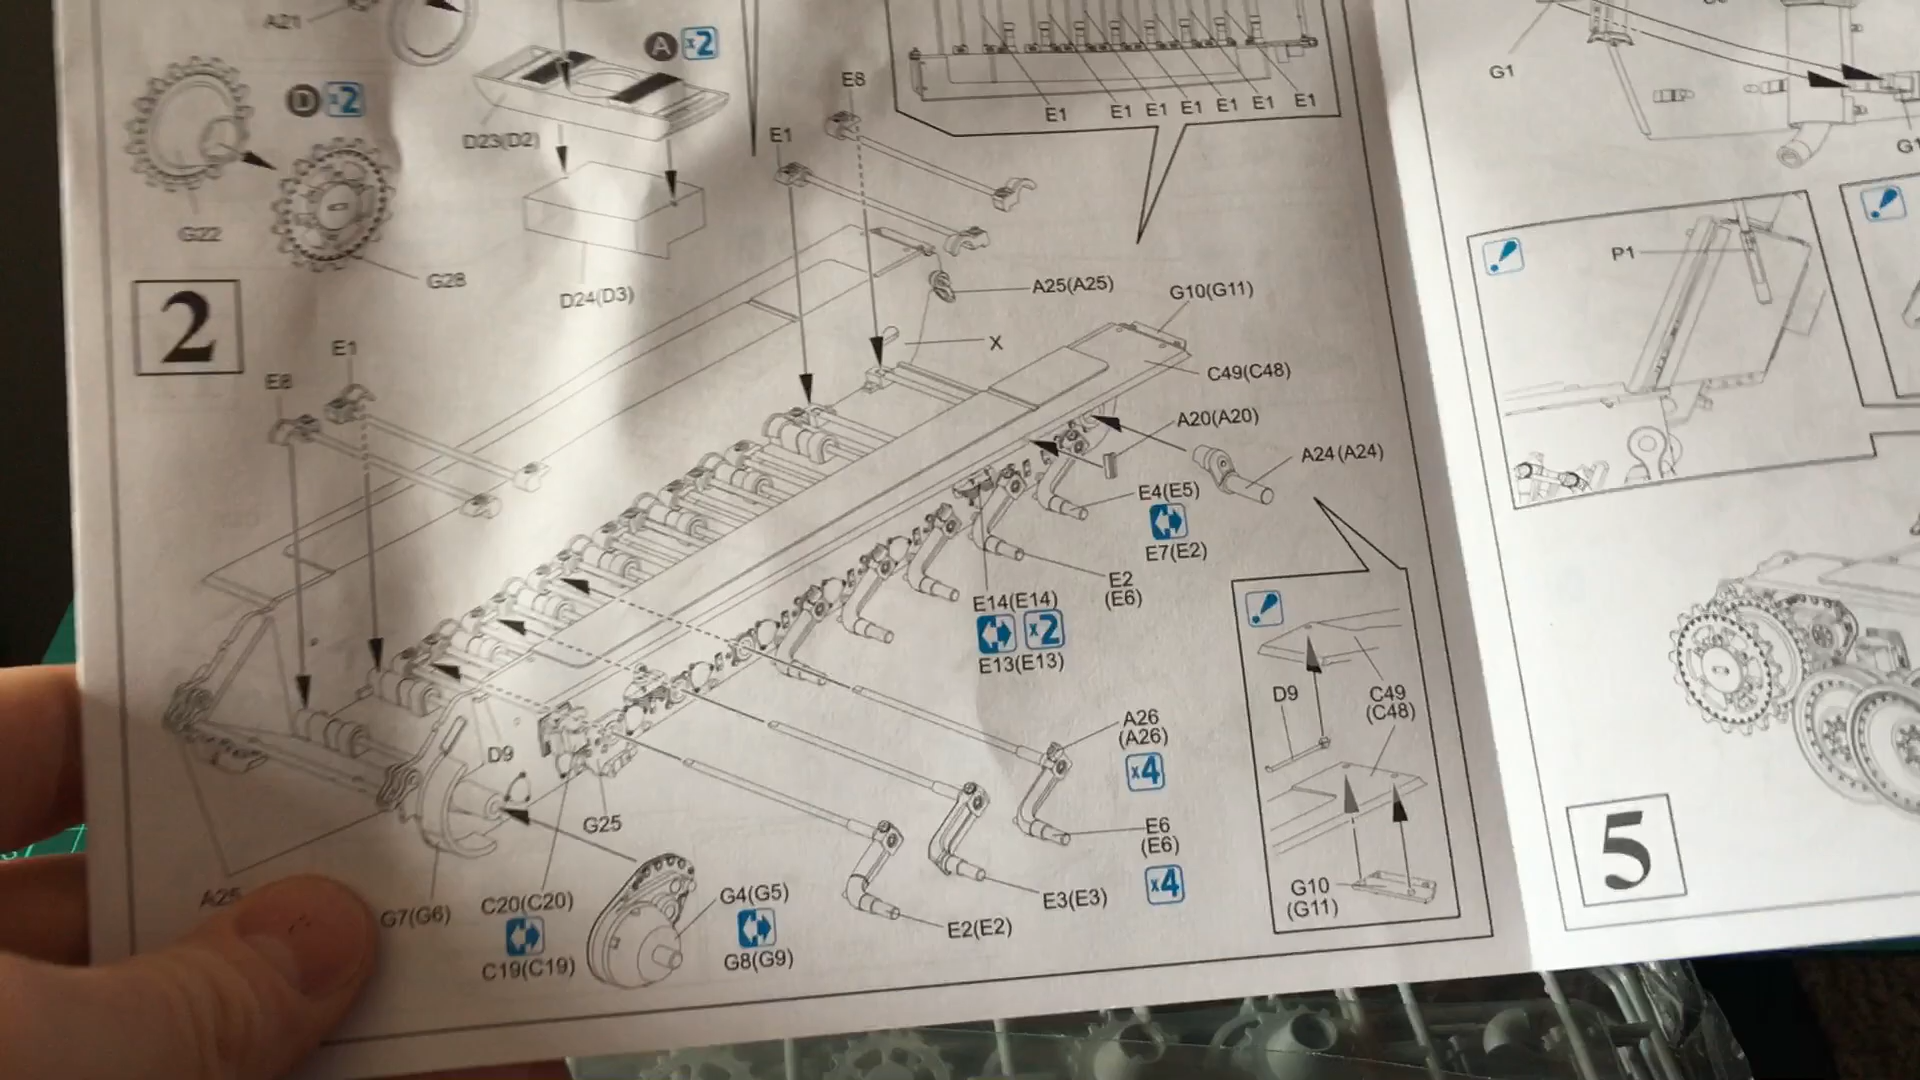 A21
A x2
D x2
D23(D2)
G22
G28
D24(D3)
E8
E1
E1
E1
E1
E1
E1
E1
E1
G1
P1
2
E1
E8
A25(A25)
X
G10(G11)
C49(C48)
A20(A20)
A24(A24)
E4(E5)
E7(E2)
E2
(E6)
E14(E14)
x2
E13(E13)
D9
C49
(C48)
G10
(G11)
A26
(A26)
x4
E6
(E6)
x4
E3(E3)
E2(E2)
D9
G25
A25
G7(G6)
C20(C20)
C19(C19)
G4(G5)
G8(G9)
5